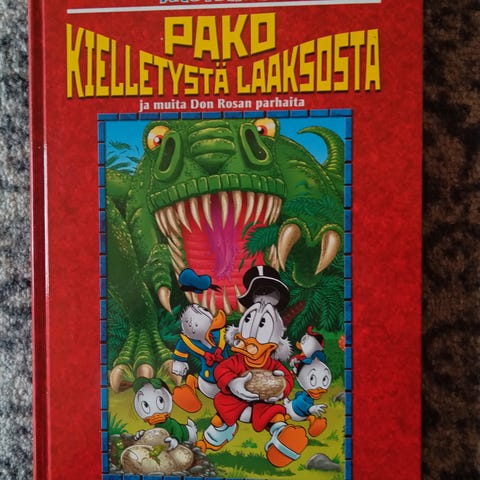 PAKO
KIELLETYSTÄ LAAKSOSTA
ja muita Don Rosan parhaita